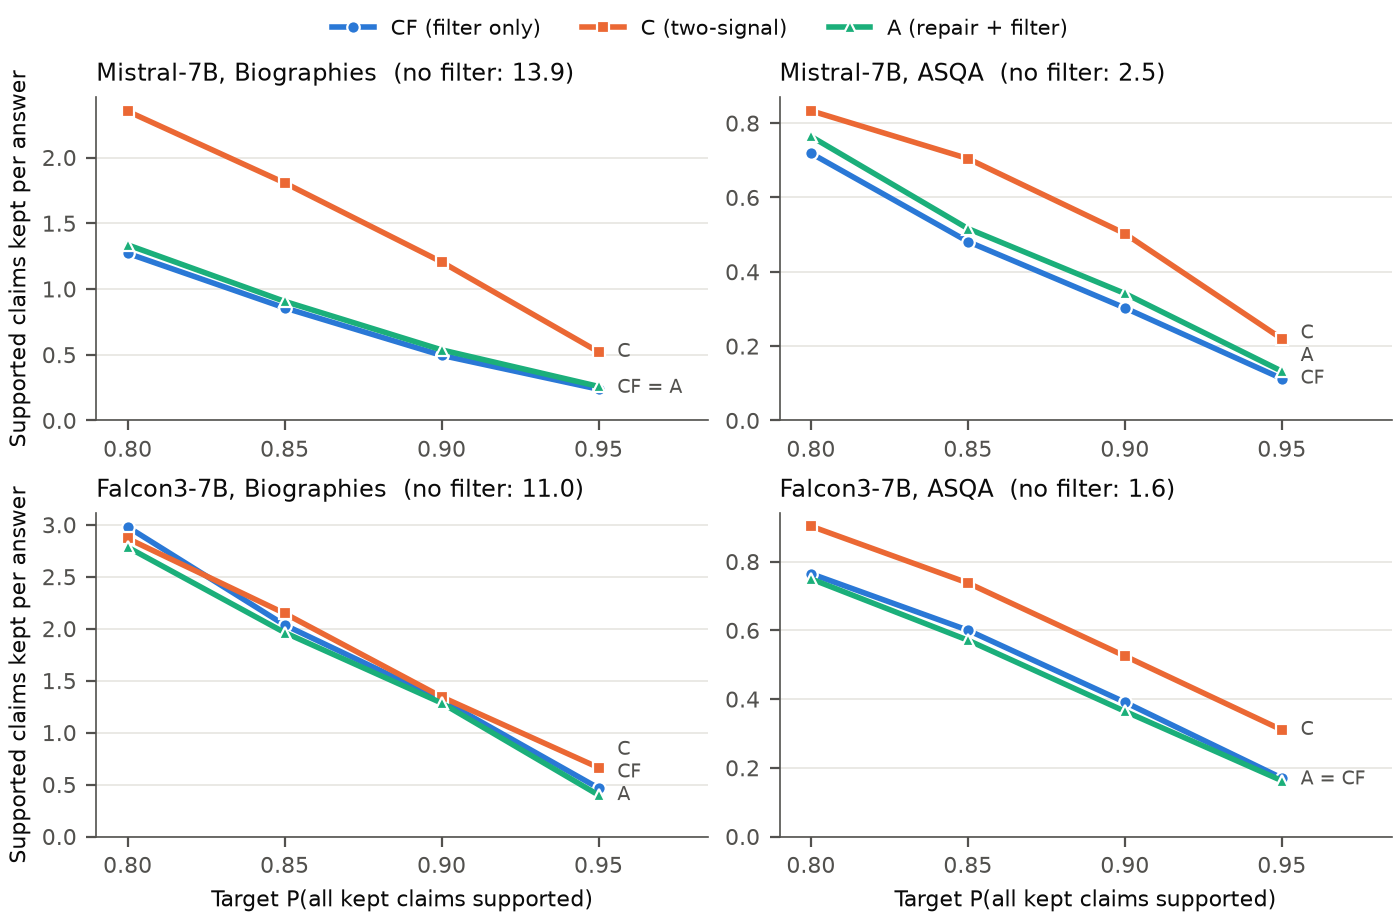 CF (filter only)
C (two-signal)
A (repair + filter)
Mistral-7B, Biographies (no filter: 13.9)
Supported claims kept per answer
2.0
1.5
1.0
0.5
0.0
0.80
0.85
0.90
0.95
C
CF = A
Mistral-7B, ASQA (no filter: 2.5)
0.8
0.6
0.4
0.2
0.0
0.80
0.85
0.90
0.95
C
A
CF
Falcon3-7B, Biographies (no filter: 11.0)
Supported claims kept per answer
3.0
2.5
2.0
1.5
1.0
0.5
0.0
0.80
0.85
0.90
0.95
C
CF
A
Target P(all kept claims supported)
Falcon3-7B, ASQA (no filter: 1.6)
0.8
0.6
0.4
0.2
0.0
0.80
0.85
0.90
0.95
C
A = CF
Target P(all kept claims supported)